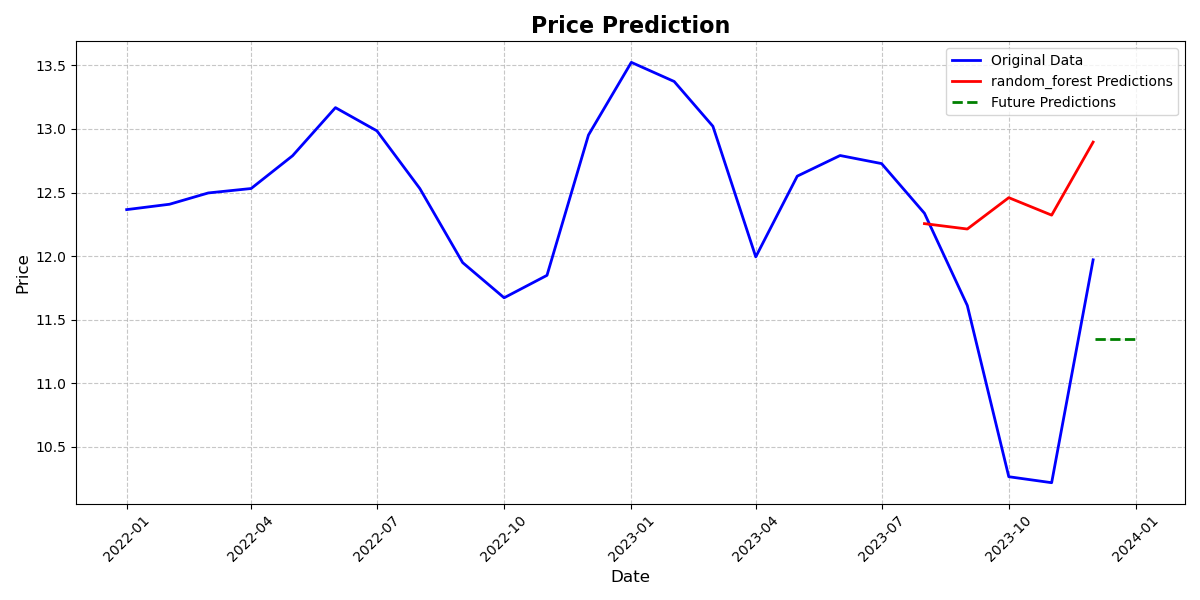 Price Prediction
Original Data
random_forest Predictions
Future Predictions
Price
13.5
13.0
12.5
12.0
11.5
11.0
10.5
2022-01
2022-04
2022-07
2022-10
2023-01
2023-04
2023-07
2023-10
2024-01
Date